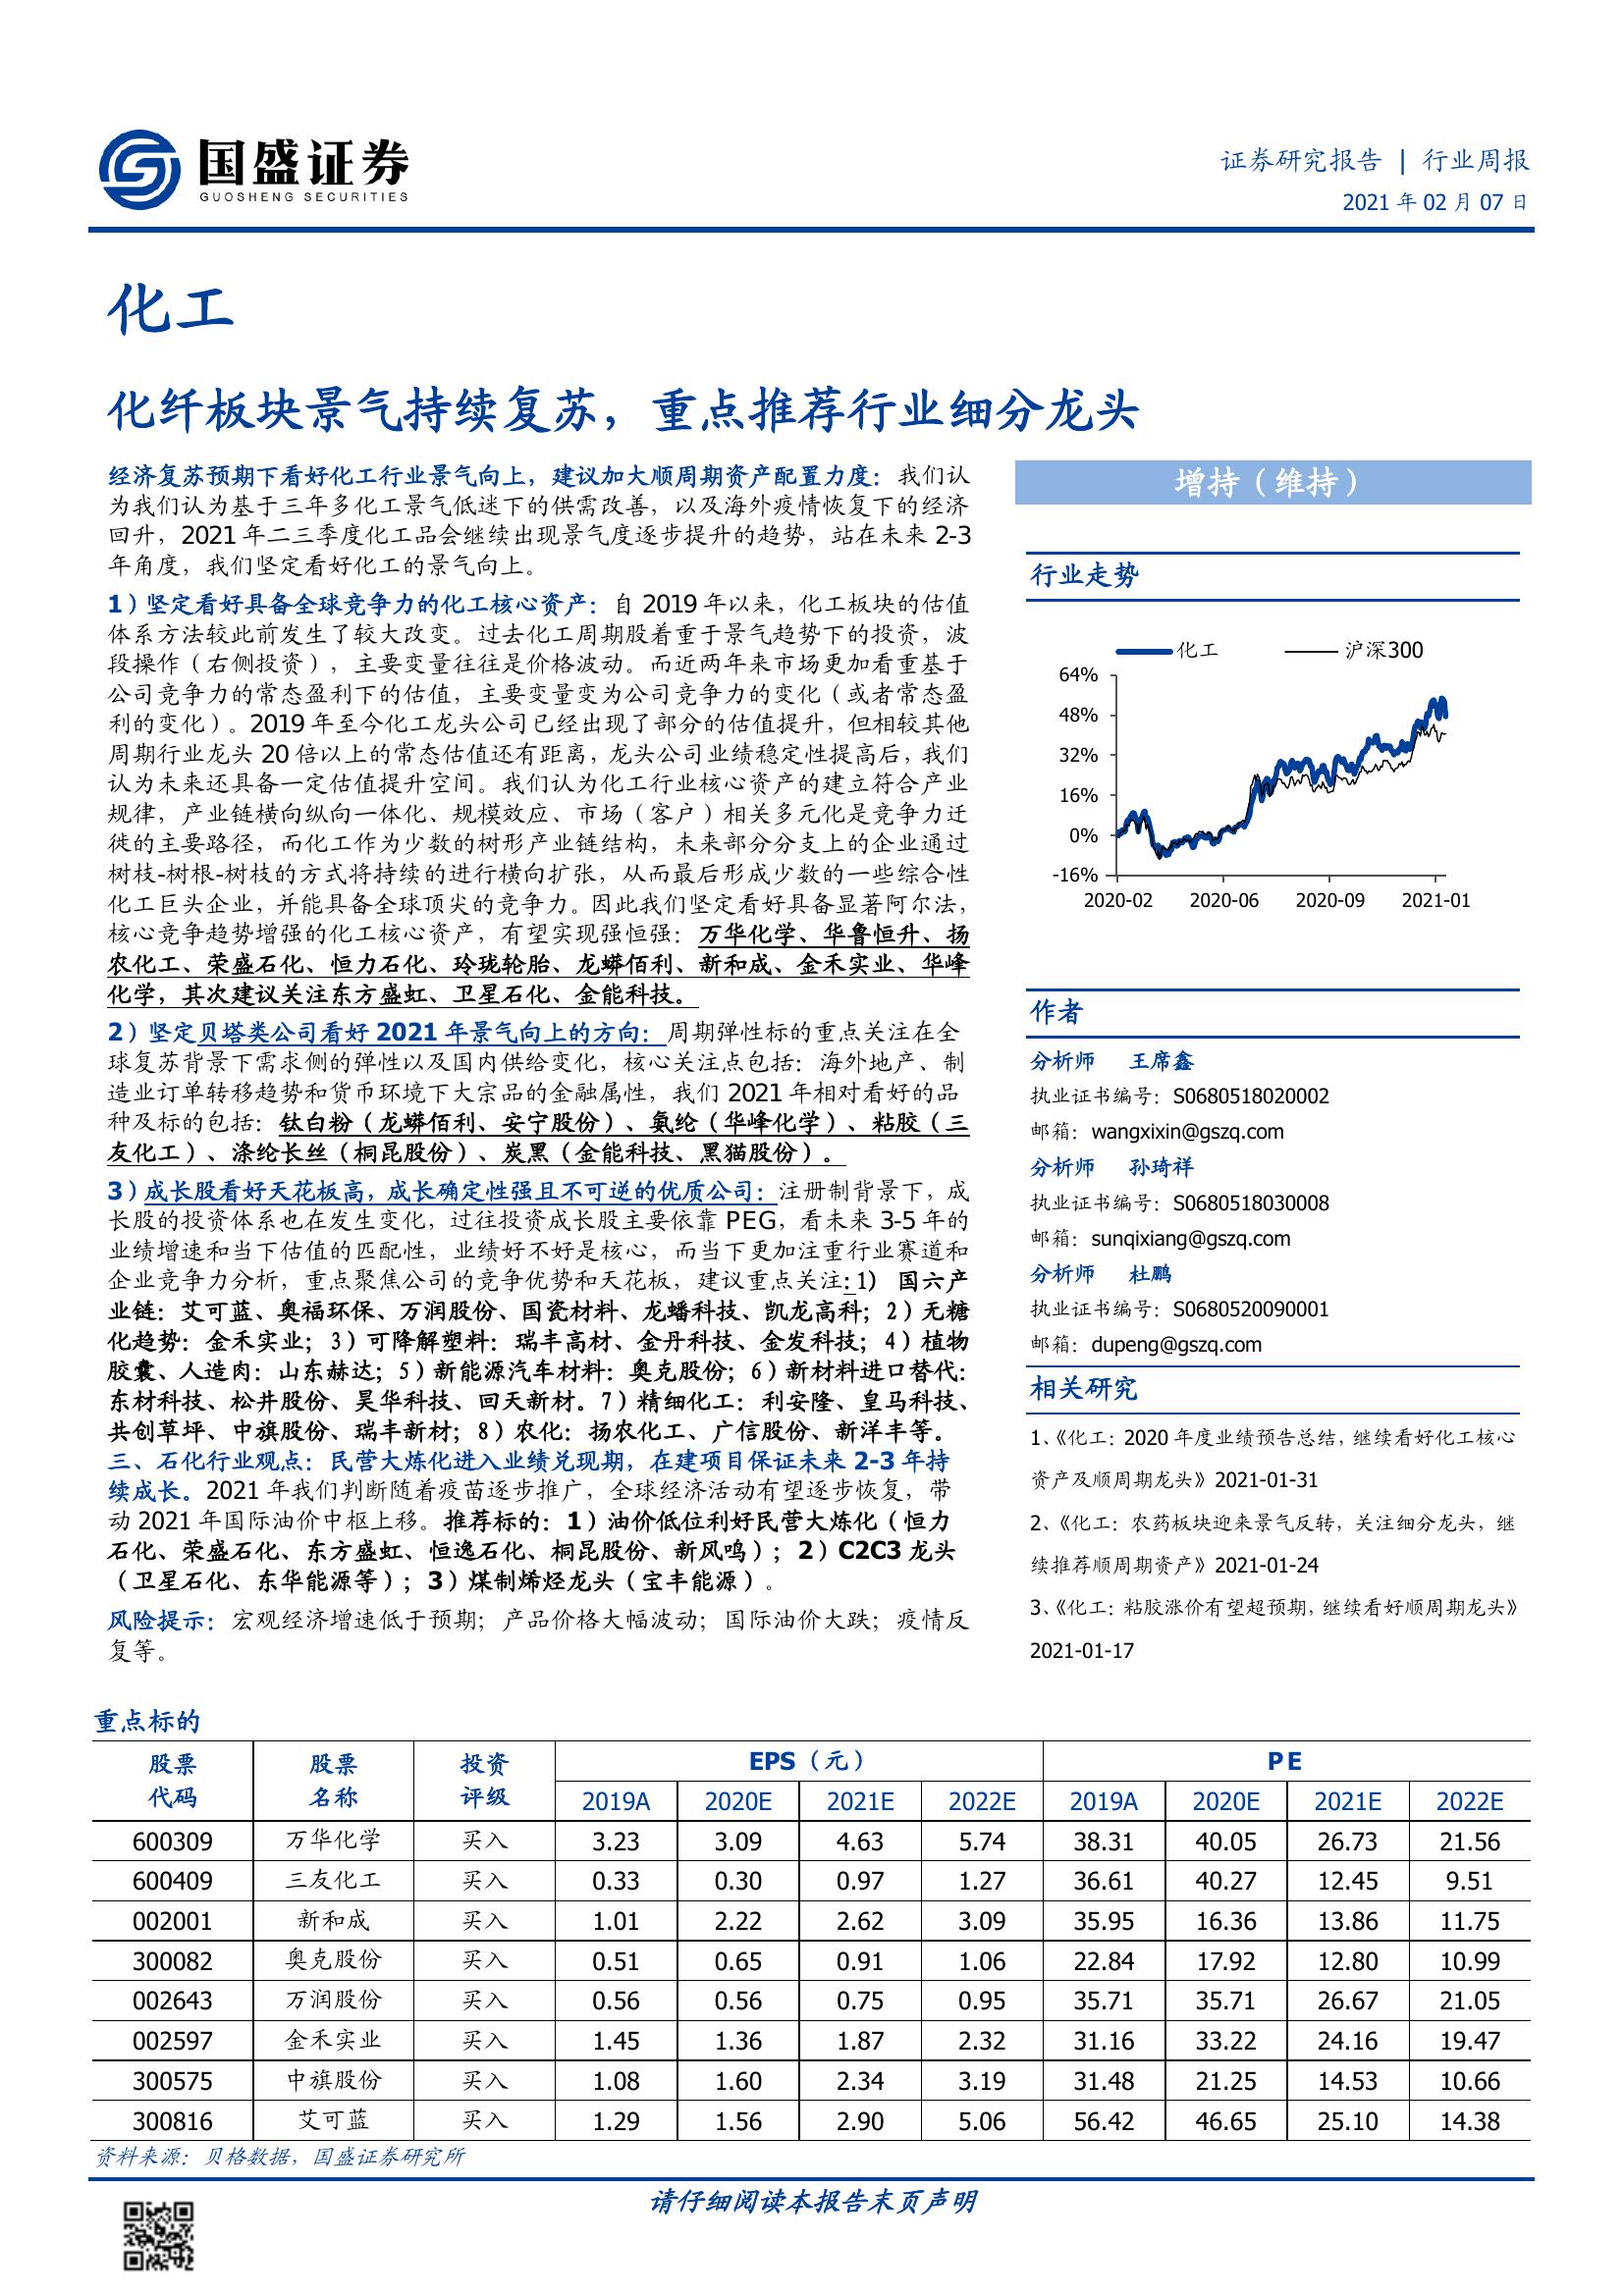 国盛证券
GUOSHENG SECURITIES
证券研究报告 | 行业周报
2021 年 02 月 07 日
化工
化纤板块景气持续复苏，重点推荐行业细分龙头
经济复苏预期下看好化工行业景气向上，建议加大顺周期资产配置力度：我们认
为我们认为基于三年多化工景气低迷下的供需改善，以及海外疫情恢复下的经济
回升，2021 年二三季度化工品会继续出现景气度逐步提升的趋势，站在未来 2-3
年角度，我们坚定看好化工的景气向上。
1）坚定看好具备全球竞争力的化工核心资产：自 2019 年以来，化工板块的估值
体系方法较此前发生了较大改变。过去化工周期股着重于景气趋势下的投资，波
段操作（右侧投资），主要变量往往是价格波动。而近两年来市场更加看重基于
公司竞争力的常态盈利下的估值，主要变量变为公司竞争力的变化（或者常态盈
利的变化）。2019 年至今化工龙头公司已经出现了部分的估值提升，但相较其他
周期行业龙头 20 倍以上的常态估值还有距离，龙头公司业绩稳定性提高后，我们
认为未来还具备一定估值提升空间。我们认为化工行业核心资产的建立符合产业
规律，产业链横向纵向一体化、规模效应、市场（客户）相关多元化是竞争力迁
徙的主要路径，而化工作为少数的树形产业链结构，未来部分分支上的企业通过
树枝-树根-树枝的方式将持续的进行横向扩张，从而最后形成少数的一些综合性
化工巨头企业，并能具备全球顶尖的竞争力。因此我们坚定看好具备显著阿尔法，
核心竞争趋势增强的化工核心资产，有望实现强恒强：万华化学、华鲁恒升、扬
农化工、荣盛石化、恒力石化、玲珑轮胎、龙蟒佰利、新和成、金禾实业、华峰
化学，其次建议关注东方盛虹、卫星石化、金能科技。
2）坚定贝塔类公司看好 2021 年景气向上的方向：周期弹性标的重点关注在全
球复苏背景下需求侧的弹性以及国内供给变化，核心关注点包括：海外地产、制
造业订单转移趋势和货币环境下大宗品的金融属性，我们 2021 年相对看好的品
种及标的包括：钛白粉（龙蟒佰利、安宁股份）、氨纶（华峰化学）、粘胶（三
友化工）、涤纶长丝（桐昆股份）、炭黑（金能科技、黑猫股份）。
3）成长股看好天花板高，成长确定性强且不可逆的优质公司：注册制背景下，成
长股的投资体系也在发生变化，过往投资成长股主要依靠 PEG，看未来 3-5 年的
业绩增速和当下估值的匹配性，业绩好不好是核心，而当下更加注重行业赛道和
企业竞争力分析，重点聚焦公司的竞争优势和天花板，建议重点关注：1） 国六产
业链：艾可蓝、奥福环保、万润股份、国瓷材料、龙蟠科技、凯龙高科；2）无糖
化趋势：金禾实业；3）可降解塑料：瑞丰高材、金丹科技、金发科技；4）植物
胶囊、人造肉：山东赫达；5）新能源汽车材料：奥克股份；6）新材料进口替代：
东材科技、松井股份、昊华科技、回天新材。7）精细化工：利安隆、皇马科技、
共创草坪、中旗股份、瑞丰新材；8）农化：扬农化工、广信股份、新洋丰等。
三、石化行业观点：民营大炼化进入业绩兑现期，在建项目保证未来 2-3 年持
续成长。2021 年我们判断随着疫苗逐步推广，全球经济活动有望逐步恢复，带
动 2021 年国际油价中枢上移。推荐标的：1）油价低位利好民营大炼化（恒力
石化、荣盛石化、东方盛虹、恒逸石化、桐昆股份、新风鸣）；2）C2C3 龙头
（卫星石化、东华能源等）；3）煤制烯烃龙头（宝丰能源）。
风险提示：宏观经济增速低于预期；产品价格大幅波动；国际油价大跌；疫情反
复等。
增持（维持）
行业走势
化工 沪深300
64%
48%
32%
16%
0%
-16%
2020-02 2020-06 2020-09 2021-01
作者
分析师 王席鑫
执业证书编号：S0680518020002
邮箱：wangxixin@gszq.com
分析师 孙琦祥
执业证书编号：S0680518030008
邮箱：sunqixiang@gszq.com
分析师 杜鹏
执业证书编号：S0680520090001
邮箱：dupeng@gszq.com
相关研究
1、《化工：2020 年度业绩预告总结，继续看好化工核心
资产及顺周期龙头》2021-01-31
2、《化工：农药板块迎来景气反转，关注细分龙头，继
续推荐顺周期资产》2021-01-24
3、《化工：粘胶涨价有望超预期，继续看好顺周期龙头》
2021-01-17
重点标的
股票 股票 投资 EPS（元） PE
代码 名称 评级 2019A 2020E 2021E 2022E 2019A 2020E 2021E 2022E
600309 万华化学 买入 3.23 3.09 4.63 5.74 38.31 40.05 26.73 21.56
600409 三友化工 买入 0.33 0.30 0.97 1.27 36.61 40.27 12.45 9.51
002001 新和成 买入 1.01 2.22 2.62 3.09 35.95 16.36 13.86 11.75
300082 奥克股份 买入 0.51 0.65 0.91 1.06 22.84 17.92 12.80 10.99
002643 万润股份 买入 0.56 0.56 0.75 0.95 35.71 35.71 26.67 21.05
002597 金禾实业 买入 1.45 1.36 1.87 2.32 31.16 33.22 24.16 19.47
300575 中旗股份 买入 1.08 1.60 2.34 3.19 31.48 21.25 14.53 10.66
300816 艾可蓝 买入 1.29 1.56 2.90 5.06 56.42 46.65 25.10 14.38
资料来源：贝格数据，国盛证券研究所
请仔细阅读本报告末页声明